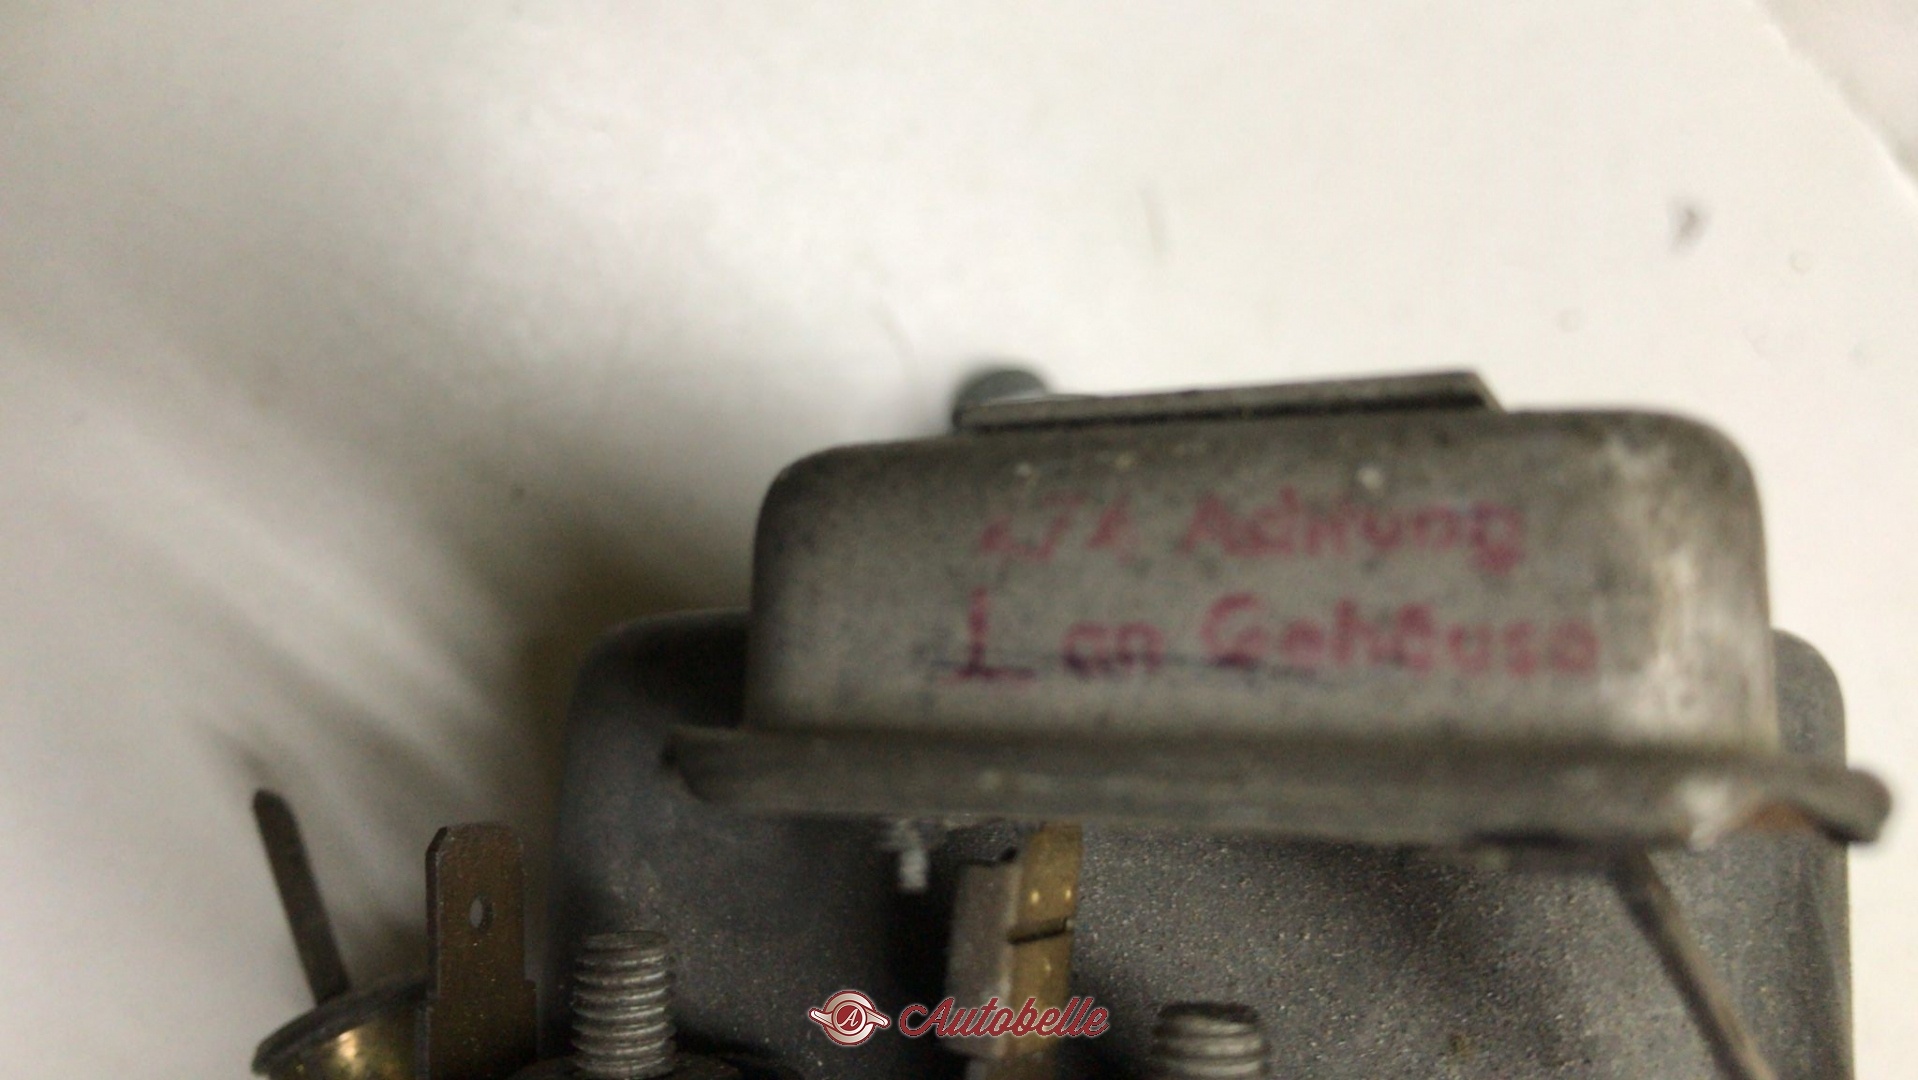 Achtung
⊥ an Gehäuse
Autobelle